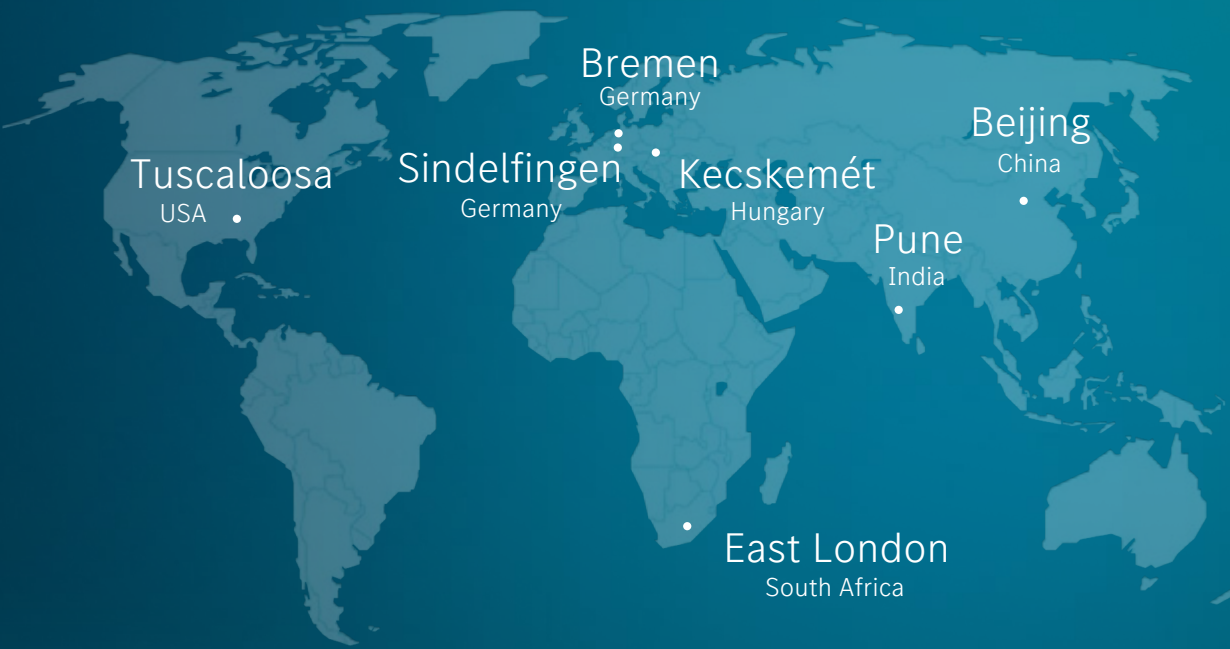 Bremen
Germany
Beijing
China
Tuscaloosa
USA
Sindelfingen
Germany
Kecskemét
Hungary
Pune
India
East London
South Africa